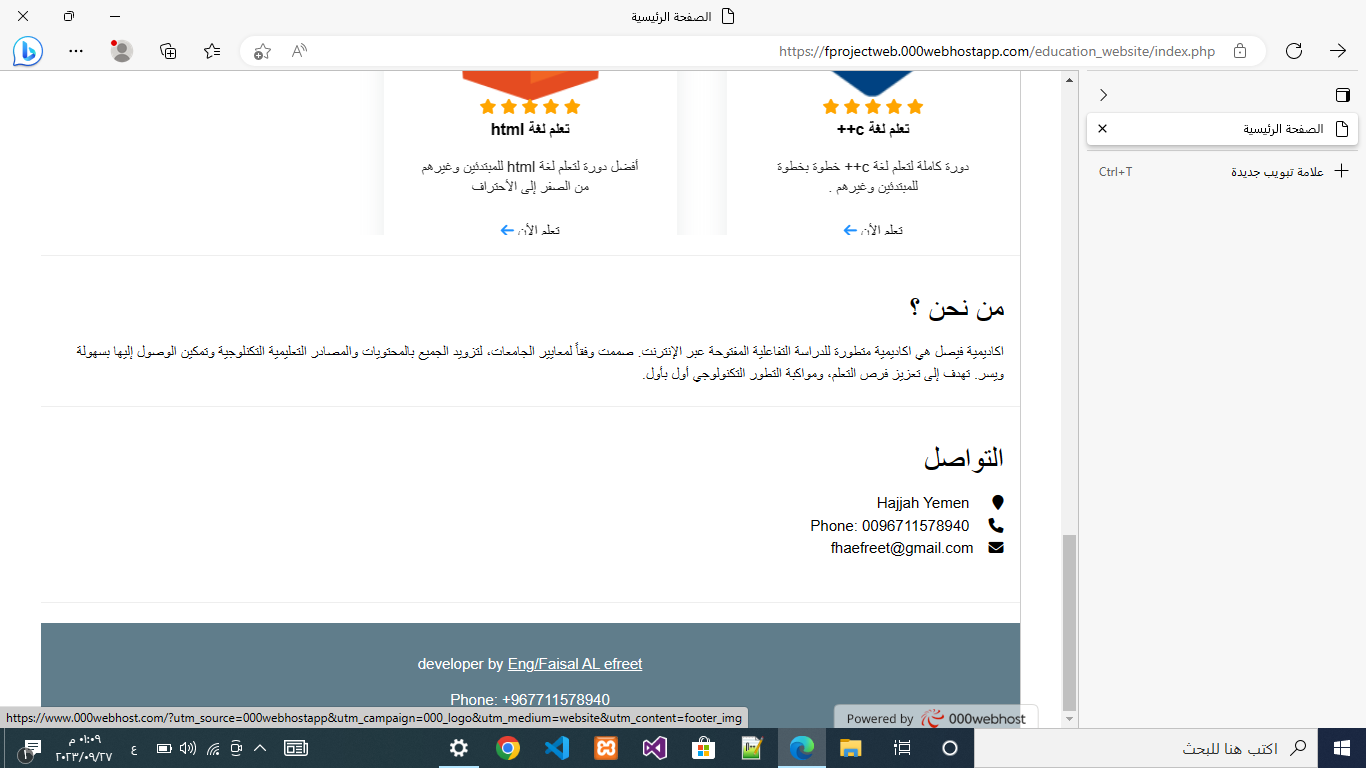 الصفحة الرئيسية
https://fprojectweb.000webhostapp.com/education_website/index.php
الصفحة الرئيسية
علامة تبويب جديدة Ctrl+T
تعلم لغة c++
دورة كاملة لتعلم لغة c++ خطوة بخطوة
للمبتدئين وغيرهم .
تعلم الأن
تعلم لغة html
أفضل دورة لتعلم لغة html للمبتدئين وغيرهم
من الصفر إلى الأحتراف
تعلم الأن
من نحن ؟
اكاديمية فيصل هي اكاديمية متطورة للدراسة التفاعلية المفتوحة عبر الإنترنت. صممت وفقاً لمعايير الجامعات، لتزويد الجميع بالمحتويات والمصادر التعليمية التكنلوجية وتمكين الوصول إليها بسهولة
ويسر. تهدف إلى تعزيز فرص التعلم، ومواكبة التطور التكنولوجي أول بأول.
التواصل
Hajjah Yemen
Phone: 0096711578940
fhaefreet@gmail.com
developer by Eng/Faisal AL efreet
Phone: +967711578940
https://www.000webhost.com/?utm_source=000webhostapp&utm_campaign=000_logo&utm_medium=website&utm_content=footer_img
Powered by 000webhost
اكتب هنا للبحث
ع
٠١:٠٩ م
٢٠٢٣/٠٩/٢٧
١